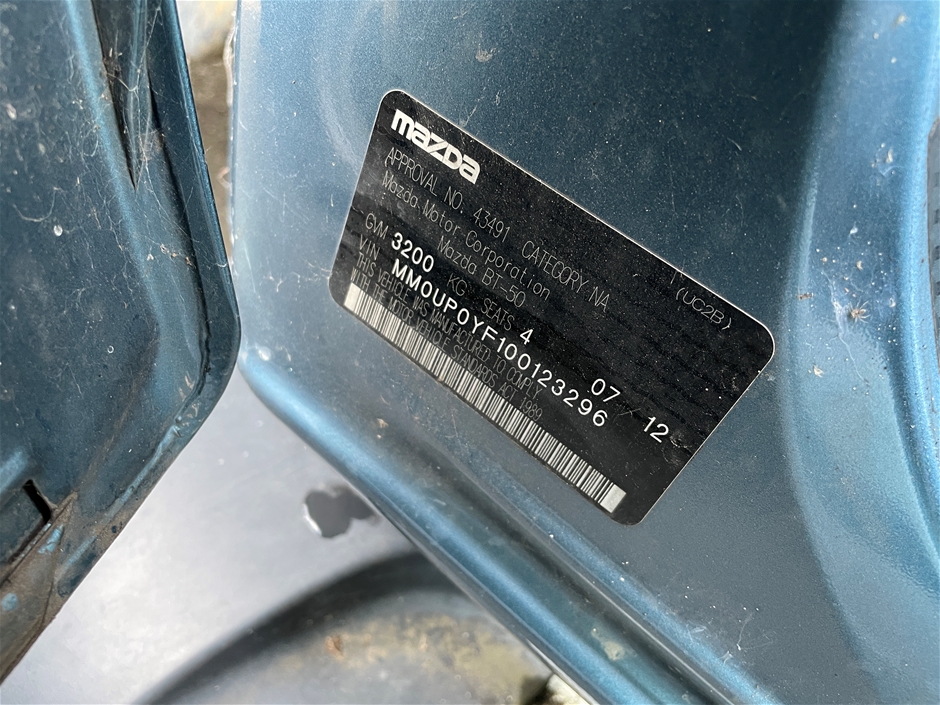 mazda
APPROVAL NO. 43491 CATEGORY NA (UC2B)
Mazda Motor Corporation
Mazda BT-50
GVM 3200 KG SEATS 4 07 / 12
VIN MM0UP0YF100123296
THIS VEHICLE WAS MANUFACTURED TO COMPLY
WITH THE MOTOR VEHICLE STANDARDS ACT 1989